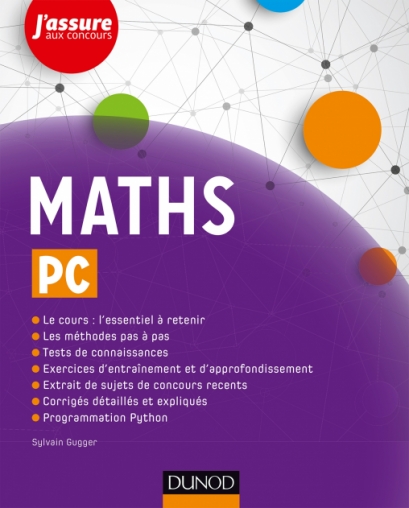 J'assure
aux concours
MATHS
PC
Le cours : l'essentiel à retenir
Les méthodes pas à pas
Tests de connaissances
Exercices d'entraînement et d'approfondissement
Extrait de sujets de concours recents
Corrigés détaillés et expliqués
Programmation Python
Sylvain Gugger
DUNOD